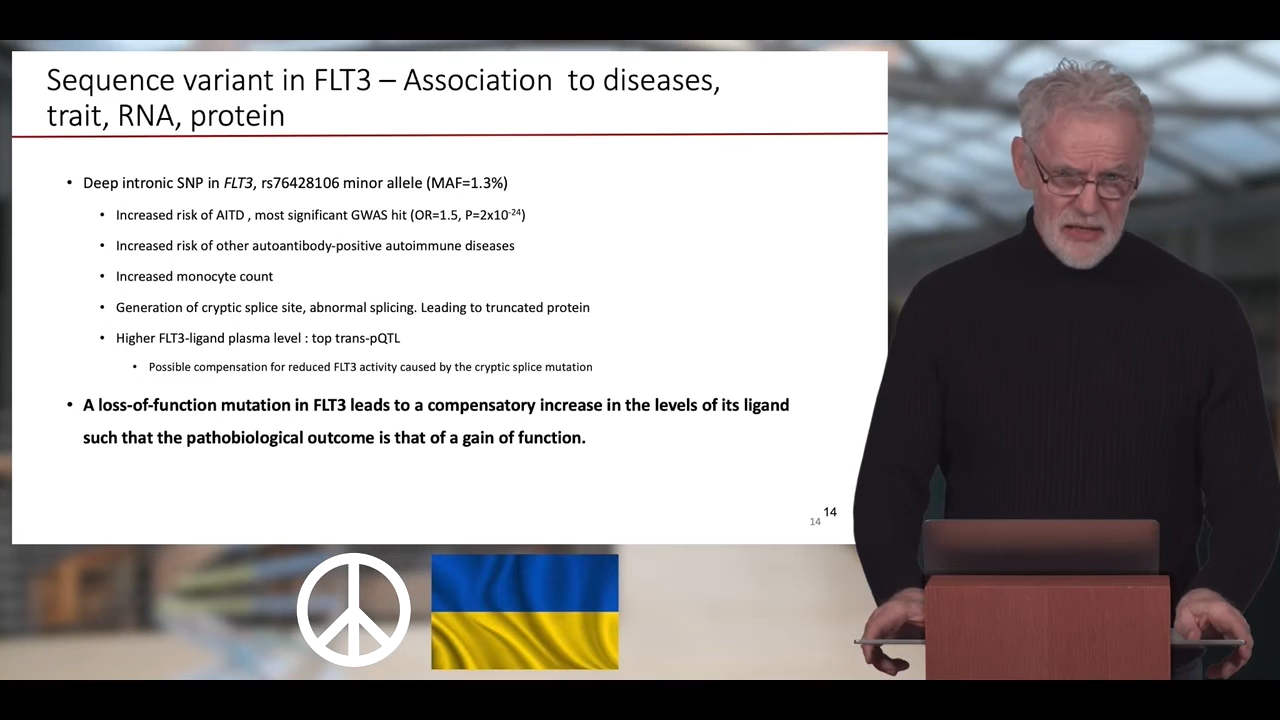 Sequence variant in FLT3 – Association  to diseases,
trait, RNA, protein
• Deep intronic SNP in FLT3, rs76428106 minor allele (MAF=1.3%)
• Increased risk of AITD , most significant GWAS hit (OR=1.5, P=2x10⁻²⁴)
• Increased risk of other autoantibody-positive autoimmune diseases
• Increased monocyte count
• Generation of cryptic splice site, abnormal splicing. Leading to truncated protein
• Higher FLT3-ligand plasma level : top trans-pQTL
• Possible compensation for reduced FLT3 activity caused by the cryptic splice mutation
• A loss-of-function mutation in FLT3 leads to a compensatory increase in the levels of its ligand
such that the pathobiological outcome is that of a gain of function.
14
14